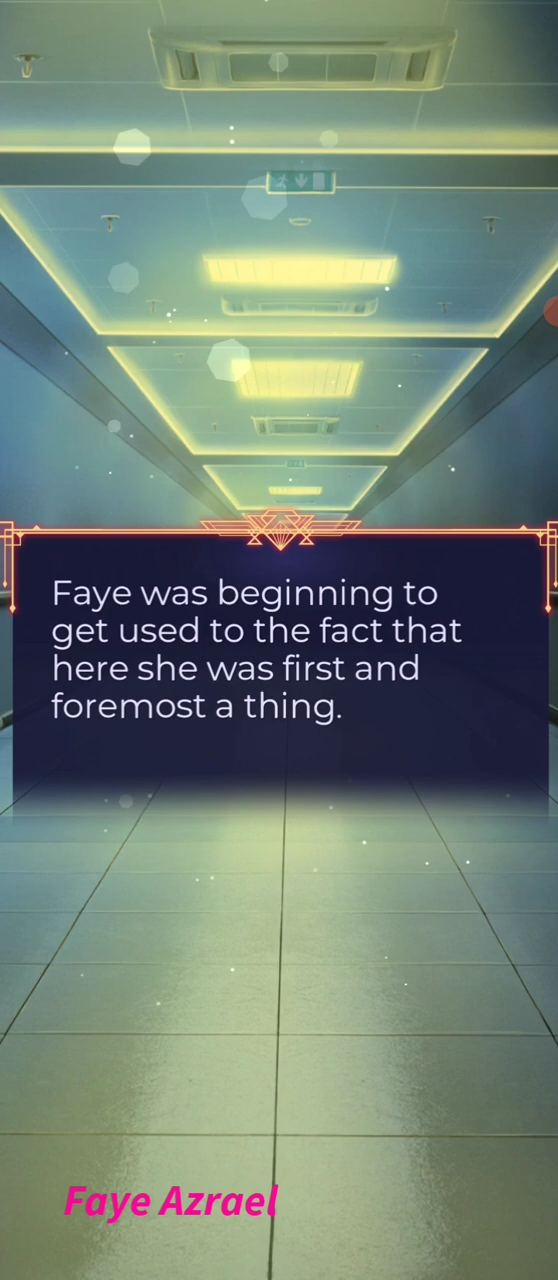 Faye was beginning to
get used to the fact that
here she was first and
foremost a thing.
Faye Azrael